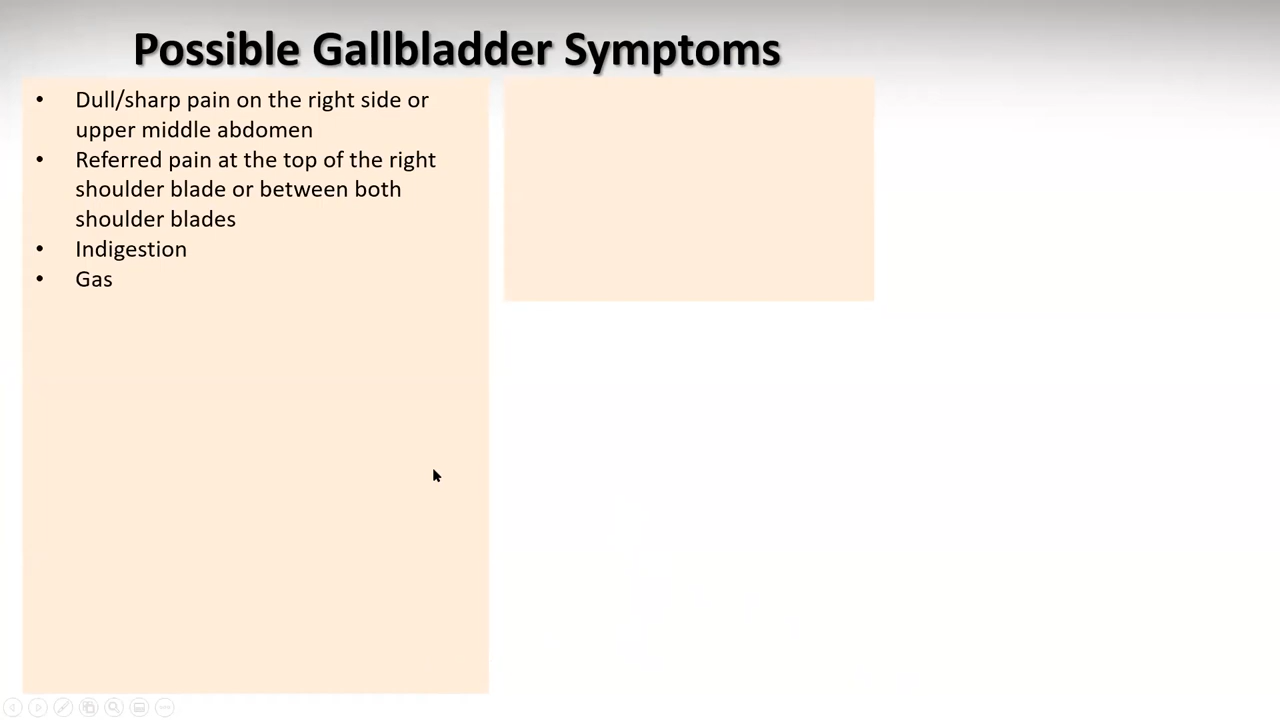 Possible Gallbladder Symptoms
• Dull/sharp pain on the right side or
upper middle abdomen
• Referred pain at the top of the right
shoulder blade or between both
shoulder blades
• Indigestion
• Gas